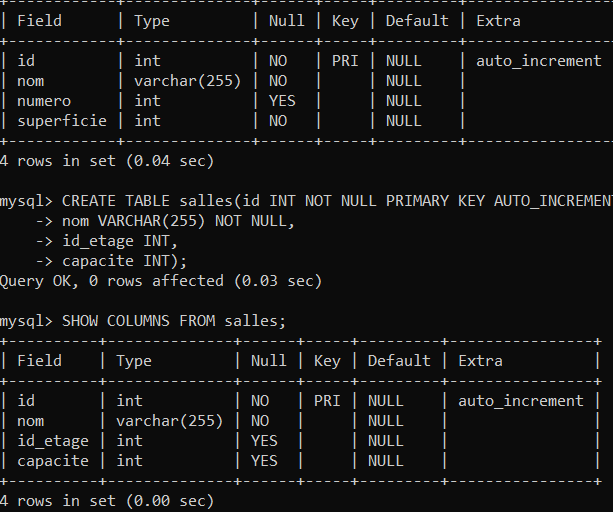 +------------+--------------+------+-----+---------+----------------
| Field      | Type         | Null | Key | Default | Extra
+------------+--------------+------+-----+---------+----------------
| id         | int          | NO   | PRI | NULL    | auto_increment
| nom        | varchar(255) | NO   |     | NULL    |
| numero     | int          | YES  |     | NULL    |
| superficie | int          | NO   |     | NULL    |
+------------+--------------+------+-----+---------+----------------
4 rows in set (0.04 sec)
mysql> CREATE TABLE salles(id INT NOT NULL PRIMARY KEY AUTO_INCREMENT
    -> nom VARCHAR(255) NOT NULL,
    -> id_etage INT,
    -> capacite INT);
Query OK, 0 rows affected (0.03 sec)
mysql> SHOW COLUMNS FROM salles;
+----------+--------------+------+-----+---------+----------------+
| Field    | Type         | Null | Key | Default | Extra          |
+----------+--------------+------+-----+---------+----------------+
| id       | int          | NO   | PRI | NULL    | auto_increment |
| nom      | varchar(255) | NO   |     | NULL    |                |
| id_etage | int          | YES  |     | NULL    |                |
| capacite | int          | YES  |     | NULL    |                |
+----------+--------------+------+-----+---------+----------------+
4 rows in set (0.00 sec)